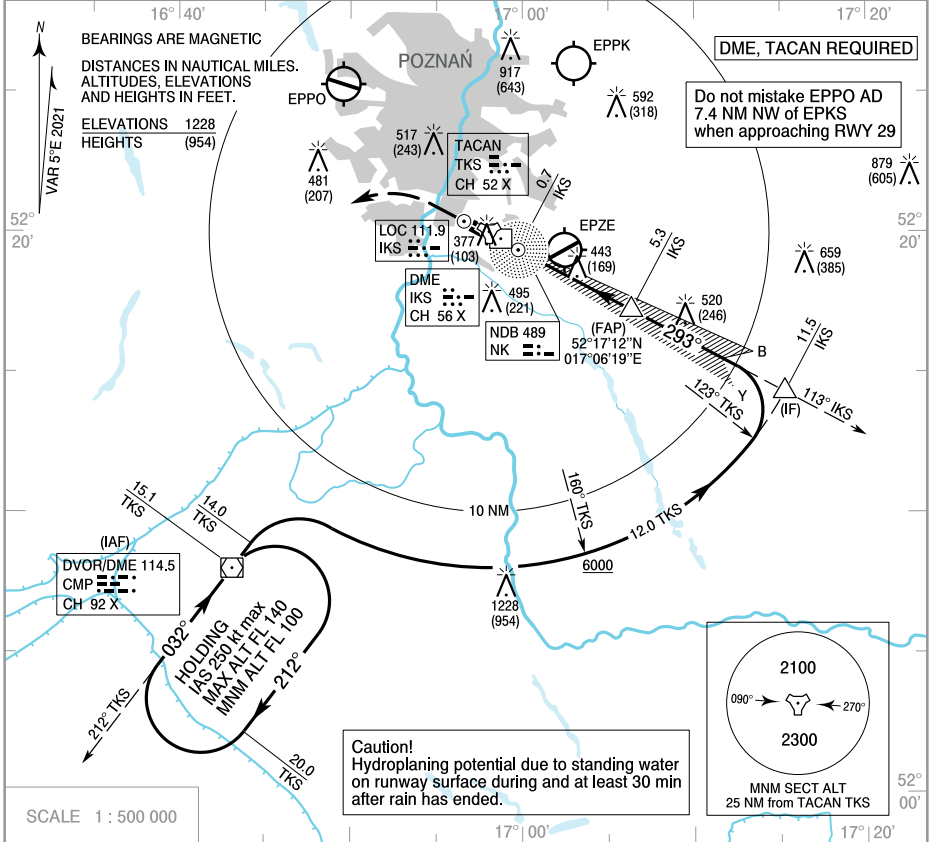 16° 40’
17° 00’
17° 20’
N
VAR 5°E 2021
BEARINGS ARE MAGNETIC
DISTANCES IN NAUTICAL MILES.
ALTITUDES, ELEVATIONS
AND HEIGHTS IN FEET.
ELEVATIONS 1228
HEIGHTS (954)
POZNAŃ
EPPO
EPPK
917
(643)
592
(318)
DME, TACAN REQUIRED
Do not mistake EPPO AD
7.4 NM NW of EPKS
when approaching RWY 29
879
(605)
517
(243)
481
(207)
TACAN
TKS
CH 52 X
0.7
IKS
52°
20’
52°
20’
LOC 111.9
IKS
377
(103)
EPZE
443
(169)
5.3
IKS
659
(385)
DME
IKS
CH 56 X
495
(221)
520
(246)
NDB 489
NK
(FAP)
52°17’12’’N
017°06’19’’E
293°
B
Y
11.5
IKS
(IF)
113° IKS
123° TKS
160° TKS
10 NM
12.0 TKS
6000
15.1
TKS
14.0
TKS
(IAF)
DVOR/DME 114.5
CMP
CH 92 X
1228
(954)
032°
HOLDING
IAS 250 kt max
MAX ALT FL 140
MNM ALT FL 100
212°
212° TKS
20.0
TKS
2100
090°
270°
2300
MNM SECT ALT
25 NM from TACAN TKS
Caution!
Hydroplaning potential due to standing water
on runway surface during and at least 30 min
after rain has ended.
52°
00’
SCALE 1 : 500 000
17° 00’
17° 20’